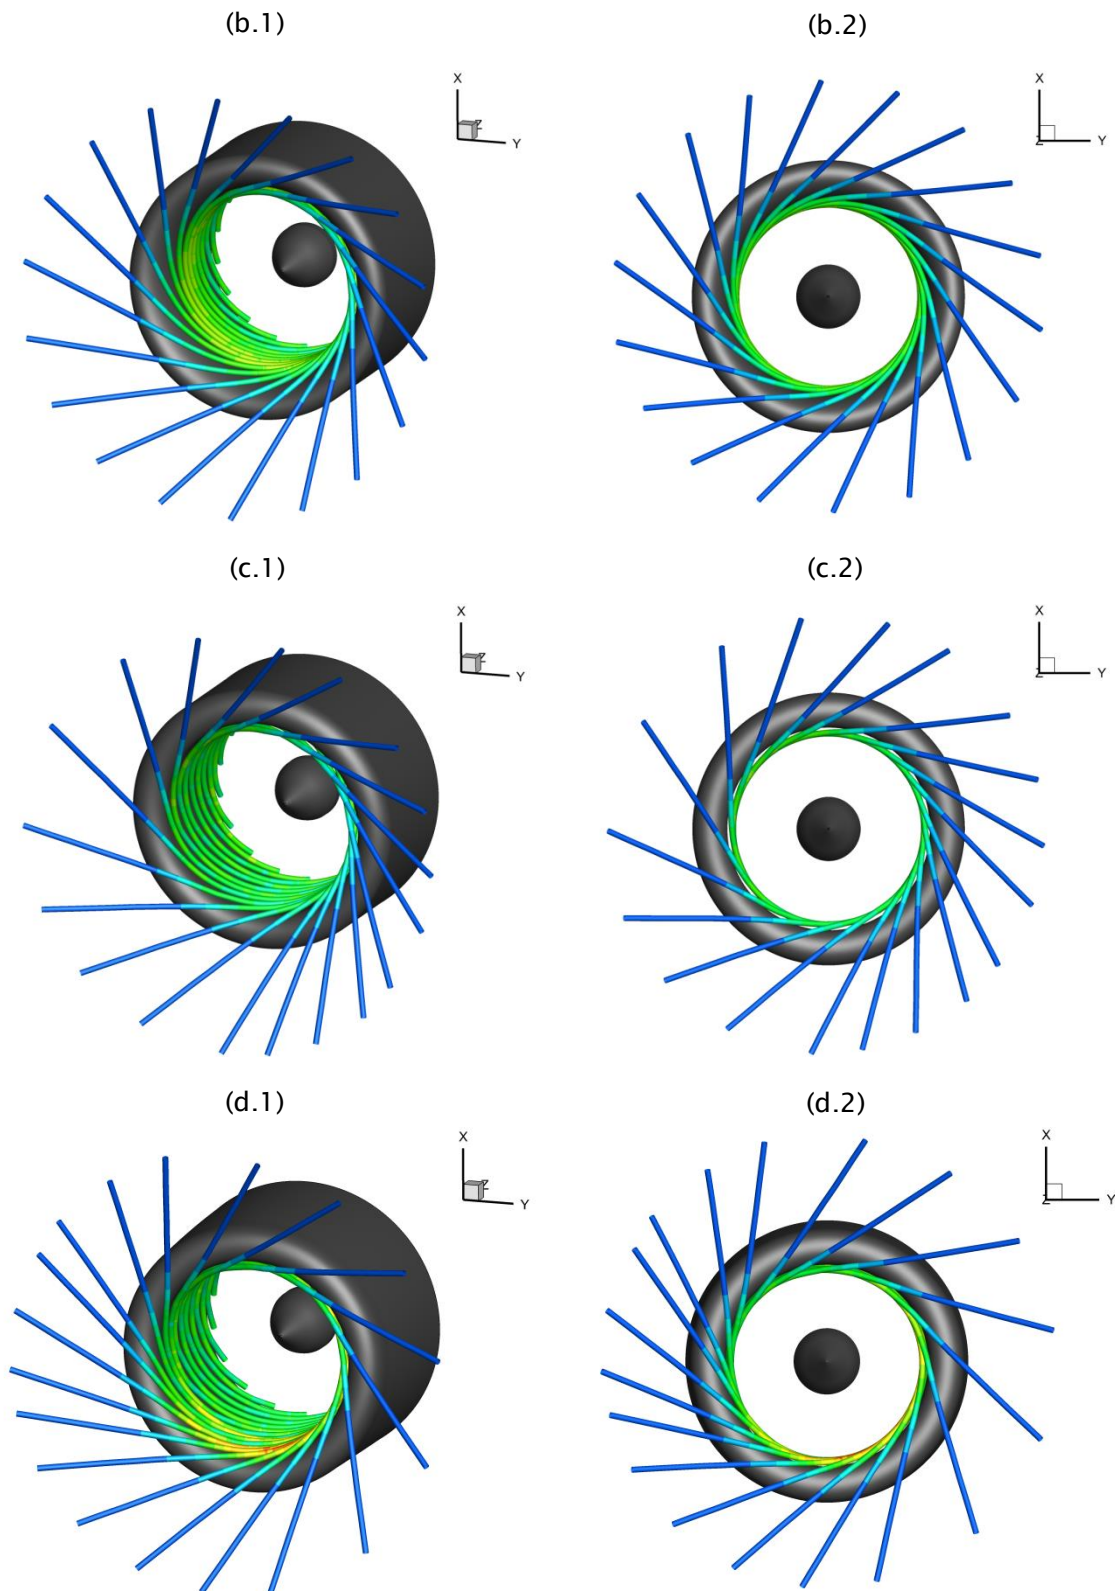 (b.1) (b.2)
X X
Z Y Z Y
(c.1) (c.2)
X X
Z Y Z Y
(d.1) (d.2)
X X
Z Y Z Y